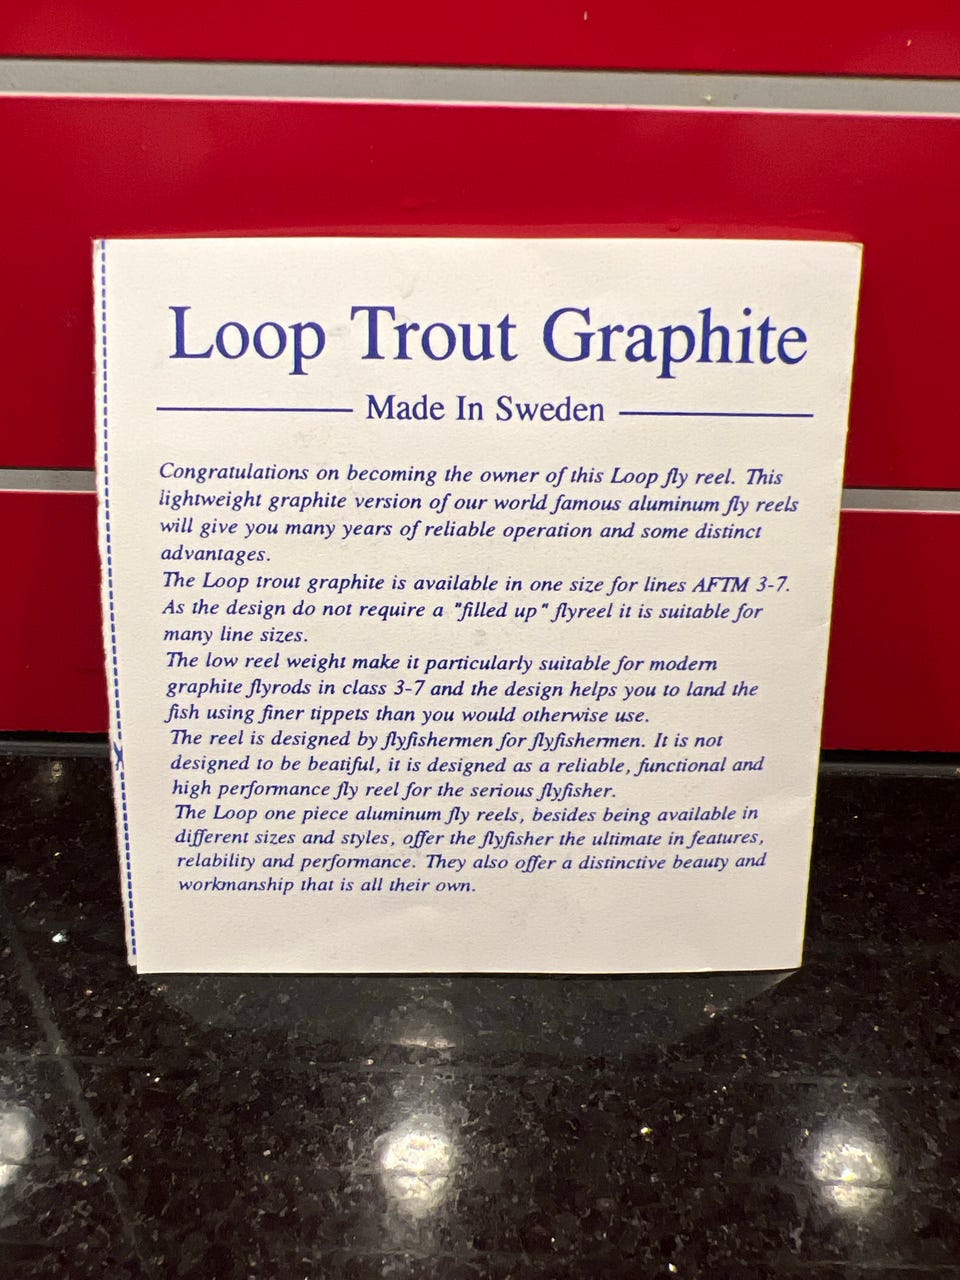 Loop Trout Graphite
Made In Sweden
Congratulations on becoming the owner of this Loop fly reel. This
lightweight graphite version of our world famous aluminum fly reels
will give you many years of reliable operation and some distinct
advantages.
The Loop trout graphite is available in one size for lines AFTM 3-7.
As the design do not require a "filled up" flyreel it is suitable for
many line sizes.
The low reel weight make it particularly suitable for modern
graphite flyrods in class 3-7 and the design helps you to land the
fish using finer tippets than you would otherwise use.
The reel is designed by flyfishermen for flyfishermen. It is not
designed to be beatiful, it is designed as a reliable, functional and
high performance fly reel for the serious flyfisher.
The Loop one piece aluminum fly reels, besides being available in
different sizes and styles, offer the flyfisher the ultimate in features,
relability and performance. They also offer a distinctive beauty and
workmanship that is all their own.